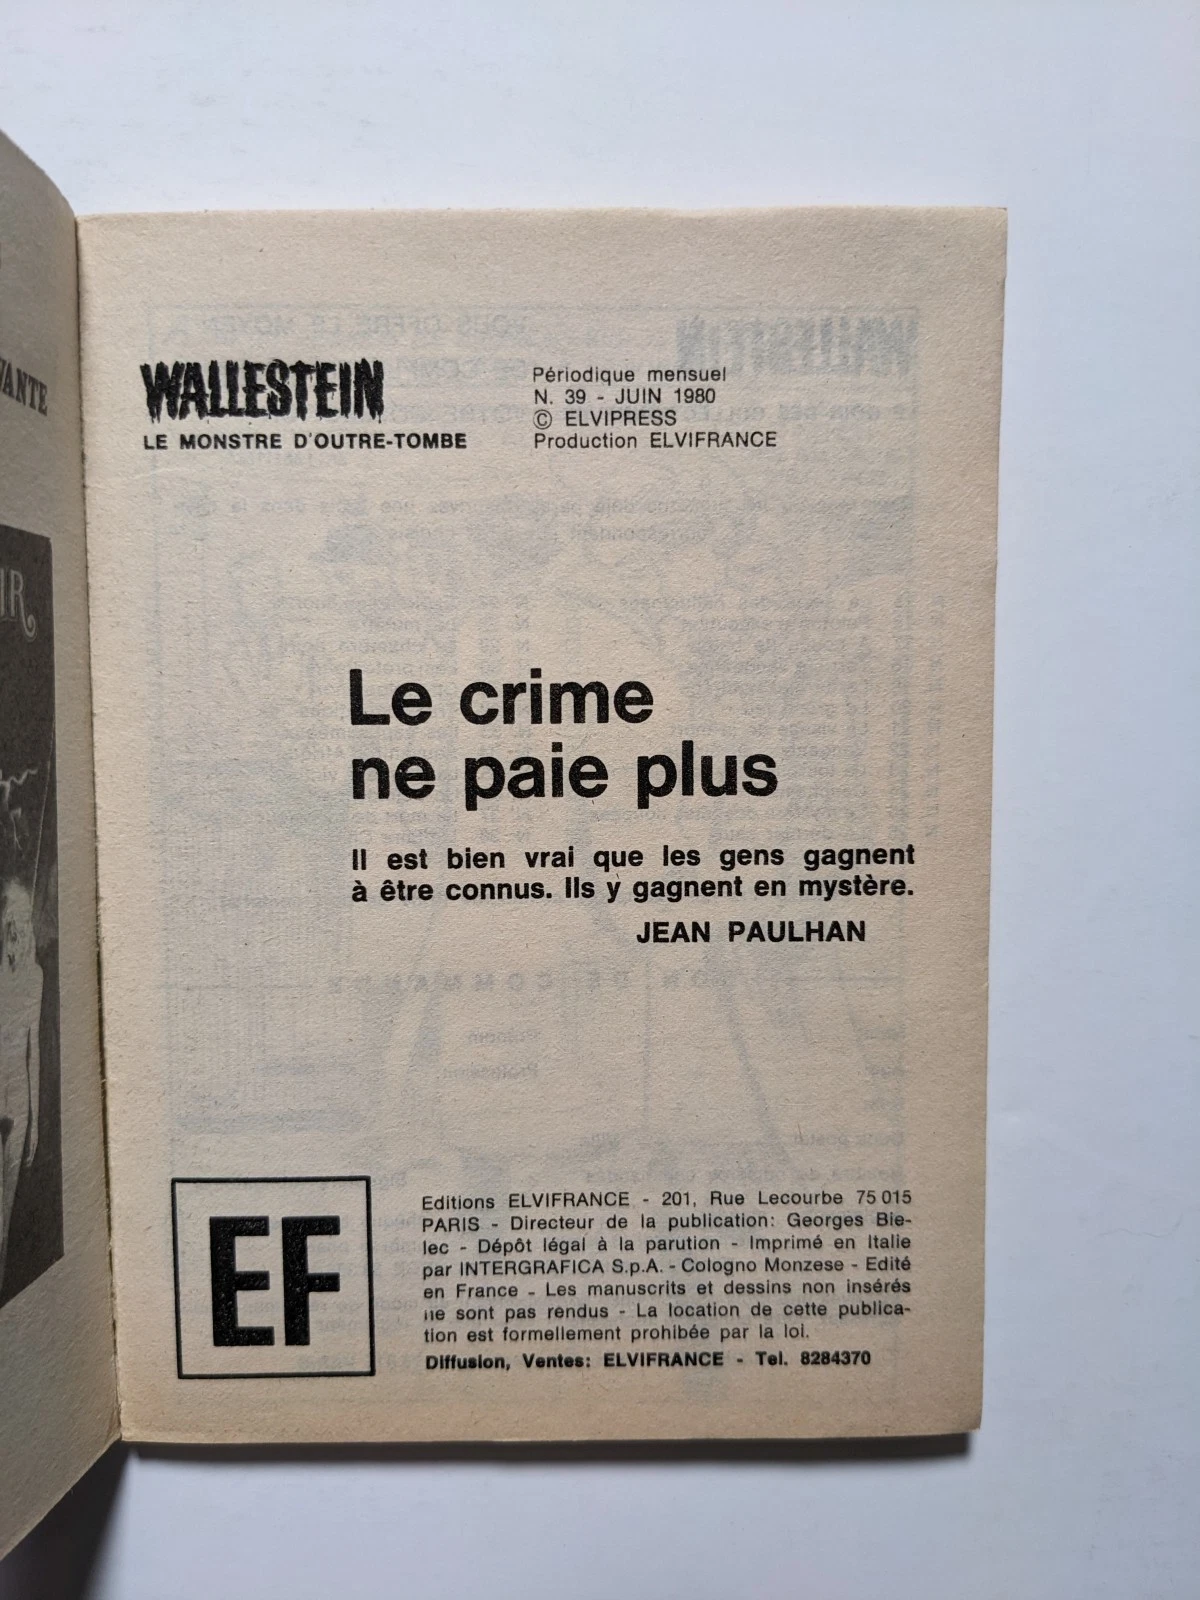 VANTE
IR
WALLESTEIN
LE MONSTRE D'OUTRE-TOMBE
Périodique mensuel
N. 39 - JUIN 1980
© ELVIPRESS
Production ELVIFRANCE
Le crime
ne paie plus
Il est bien vrai que les gens gagnent
à être connus. Ils y gagnent en mystère.
JEAN PAULHAN
EF
Editions ELVIFRANCE - 201, Rue Lecourbe 75 015
PARIS - Directeur de la publication: Georges Bie-
lec - Dépôt légal à la parution - Imprimé en Italie
par INTERGRAFICA S.p.A. - Cologno Monzese - Edité
en France - Les manuscrits et dessins non insérés
ne sont pas rendus - La location de cette publica-
tion est formellement prohibée par la loi.
Diffusion, Ventes: ELVIFRANCE - Tel. 8284370